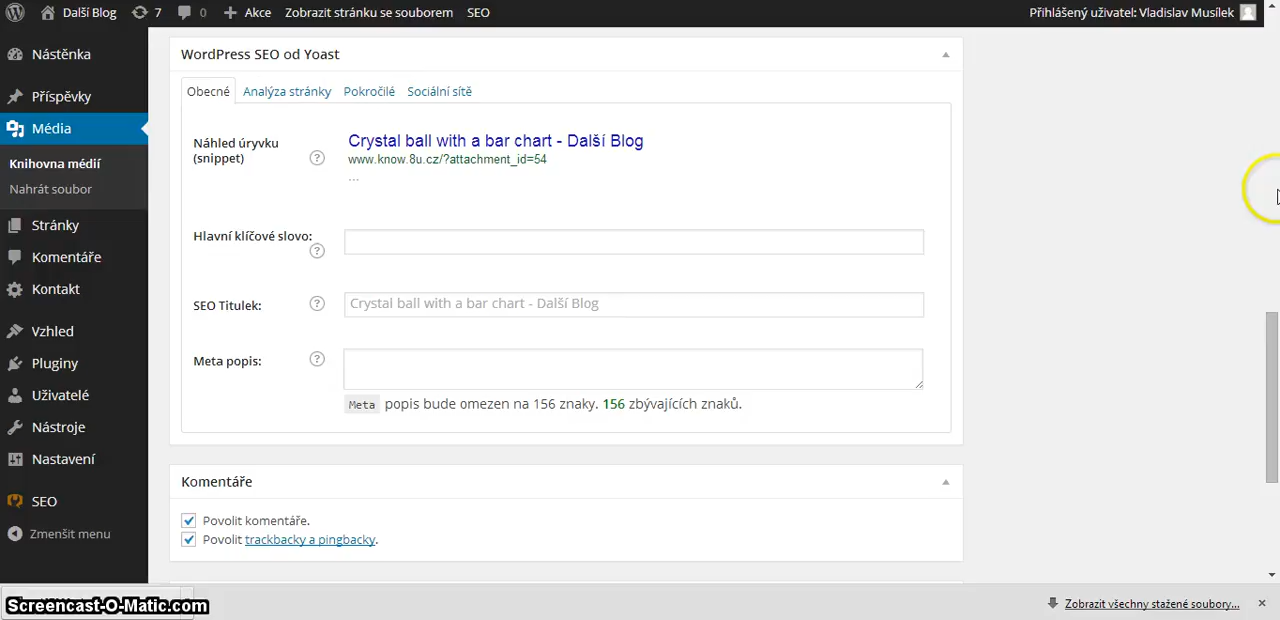 Další Blog 7 0 Akce Zobrazit stránku se souborem SEO Přihlášený uživatel: Vladislav Musílek
Nástěnka
Příspěvky
Média
Knihovna médií
Nahrát soubor
Stránky
Komentáře
Kontakt
Vzhled
Pluginy
Uživatelé
Nástroje
Nastavení
SEO
Zmenšit menu
WordPress SEO od Yoast
Obecné Analýza stránky Pokročilé Sociální sítě
Náhled úryvku
(snippet) ?
Crystal ball with a bar chart - Další Blog
www.know.8u.cz/?attachment_id=54
...
Hlavní klíčové slovo:
?
SEO Titulek: ? Crystal ball with a bar chart - Další Blog
Meta popis: ?
Meta popis bude omezen na 156 znaky. 156 zbývajících znaků.
Komentáře
Povolit komentáře.
Povolit trackbacky a pingbacky.
Screencast-O-Matic.com
Zobrazit všechny stažené soubory...